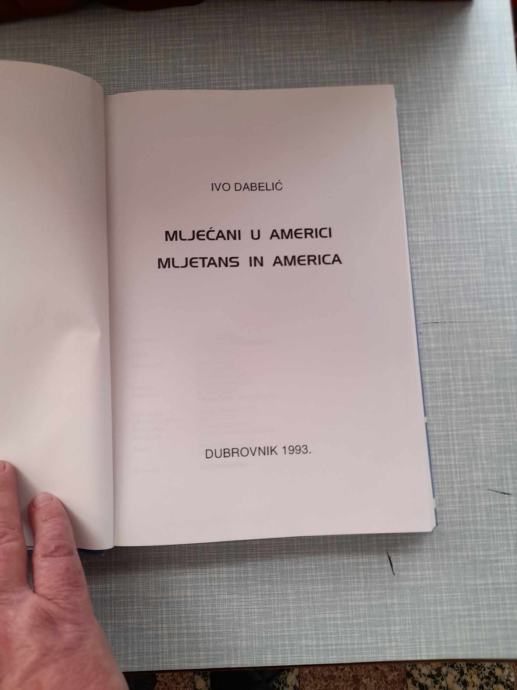 IVO DABELIĆ
MLJEĆANI U AMERICI
MLJETANS IN AMERICA
DUBROVNIK 1993.